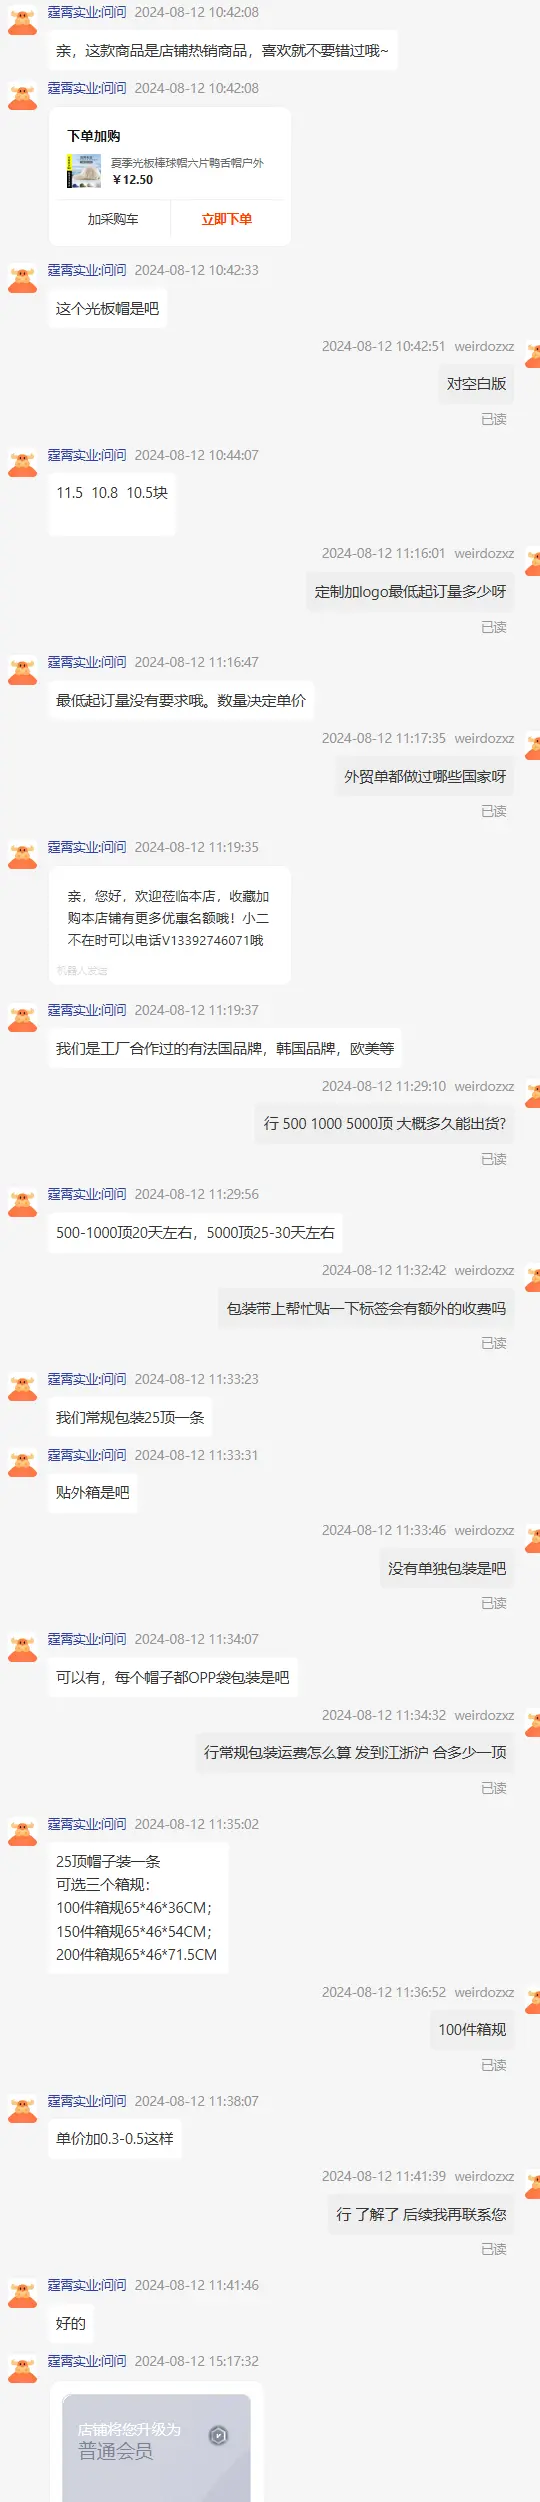 霆霄实业:问问 2024-08-12 10:42:08
亲，这款商品是店铺热销商品，喜欢就不要错过哦~
霆霄实业:问问 2024-08-12 10:42:08
下单加购
夏季光板棒球帽六片鸭舌帽户外
￥12.50
加采购车 立即下单
霆霄实业:问问 2024-08-12 10:42:33
这个光板帽是吧
2024-08-12 10:42:51 weirdozxz
对空白版
已读
霆霄实业:问问 2024-08-12 10:44:07
11.5 10.8 10.5块
2024-08-12 11:16:01 weirdozxz
定制加logo最低起订量多少呀
已读
霆霄实业:问问 2024-08-12 11:16:47
最低起订量没有要求哦。数量决定单价
2024-08-12 11:17:35 weirdozxz
外贸单都做过哪些国家呀
已读
霆霄实业:问问 2024-08-12 11:19:35
亲，您好，欢迎莅临本店，收藏加
购本店铺有更多优惠名额哦！小二
不在时可以电话V13392746071哦
机器人发送
霆霄实业:问问 2024-08-12 11:19:37
我们是工厂合作过的有法国品牌，韩国品牌，欧美等
2024-08-12 11:29:10 weirdozxz
行 500 1000 5000顶 大概多久能出货?
已读
霆霄实业:问问 2024-08-12 11:29:56
500-1000顶20天左右，5000顶25-30天左右
2024-08-12 11:32:42 weirdozxz
包装带上帮忙贴一下标签会有额外的收费吗
已读
霆霄实业:问问 2024-08-12 11:33:23
我们常规包装25顶一条
霆霄实业:问问 2024-08-12 11:33:31
贴外箱是吧
2024-08-12 11:33:46 weirdozxz
没有单独包装是吧
已读
霆霄实业:问问 2024-08-12 11:34:07
可以有，每个帽子都OPP袋包装是吧
2024-08-12 11:34:32 weirdozxz
行常规包装运费怎么算 发到江浙沪 合多少一顶
已读
霆霄实业:问问 2024-08-12 11:35:02
25顶帽子装一条
可选三个箱规：
100件箱规65*46*36CM；
150件箱规65*46*54CM；
200件箱规65*46*71.5CM
2024-08-12 11:36:52 weirdozxz
100件箱规
已读
霆霄实业:问问 2024-08-12 11:38:07
单价加0.3-0.5这样
2024-08-12 11:41:39 weirdozxz
行 了解了 后续我再联系您
已读
霆霄实业:问问 2024-08-12 11:41:46
好的
霆霄实业:问问 2024-08-12 15:17:32
店铺将您升级为
普通会员